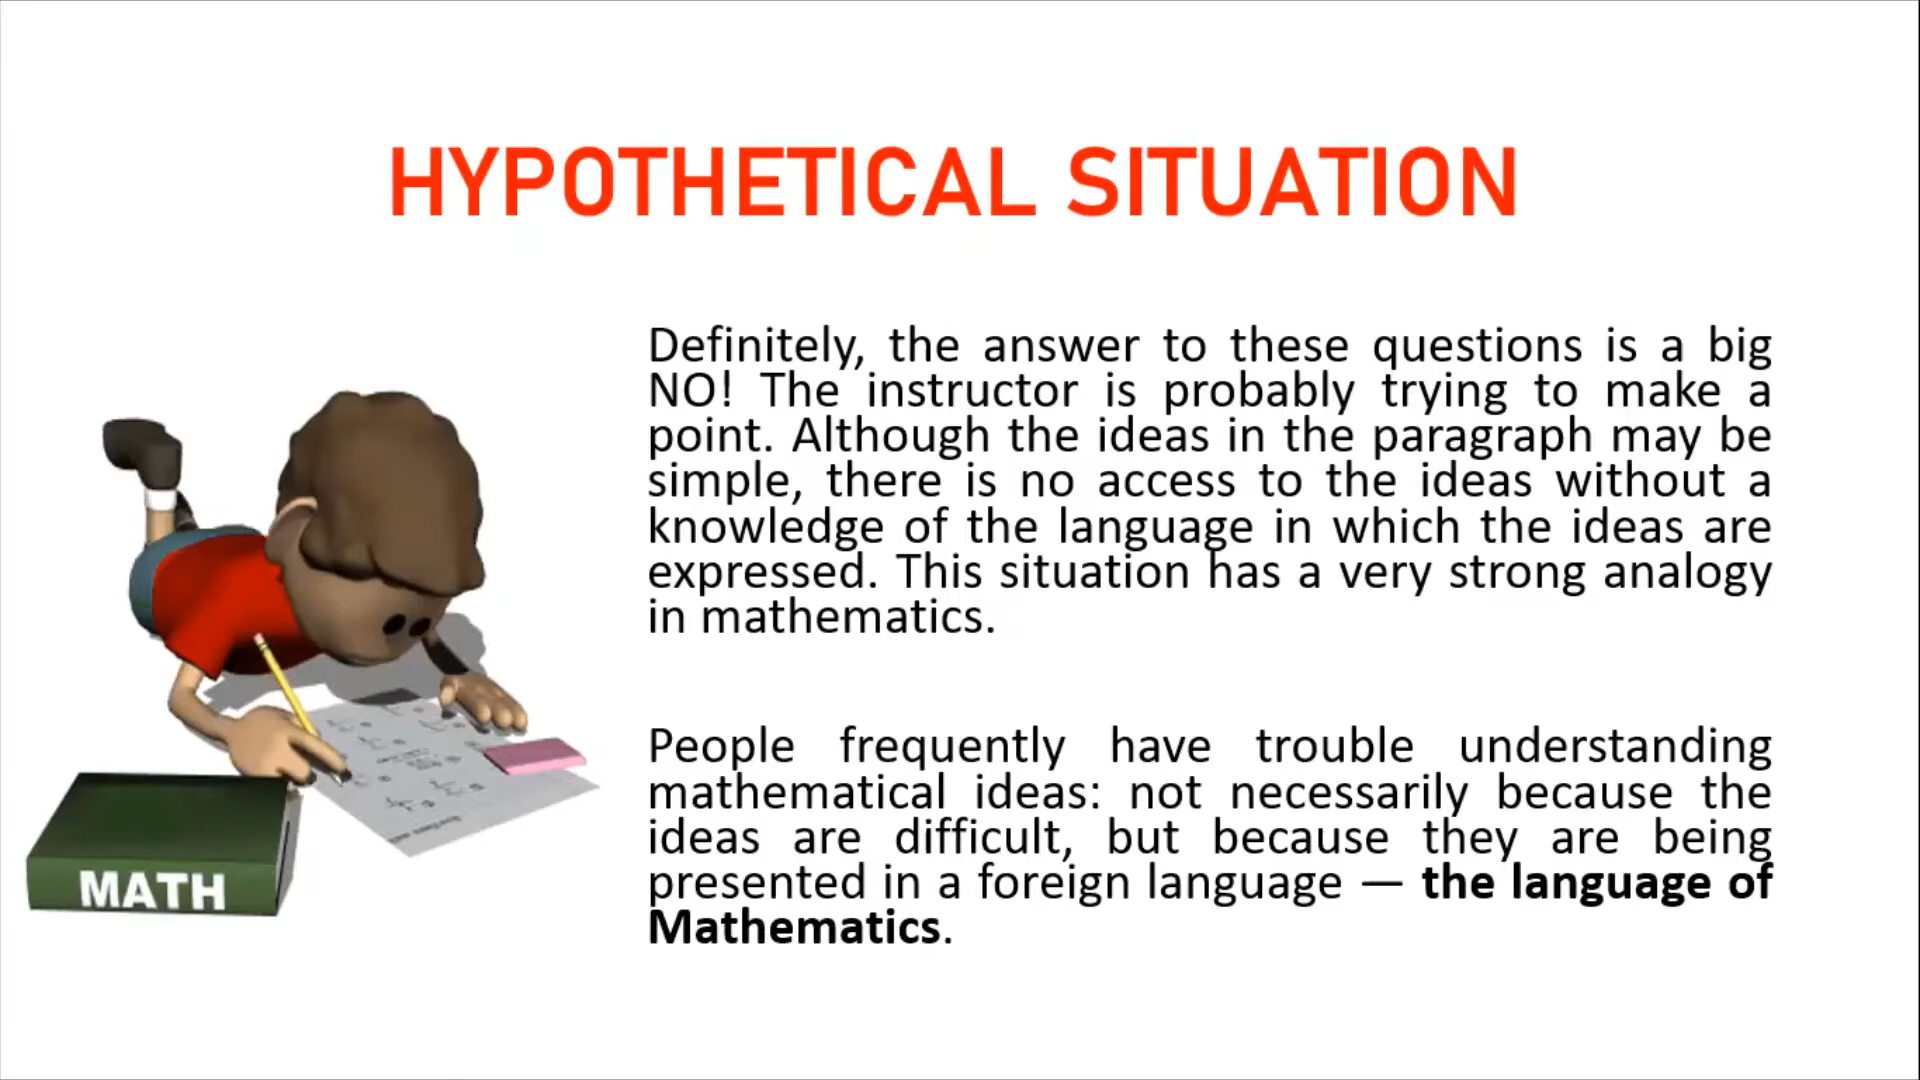 HYPOTHETICAL SITUATION
Definitely, the answer to these questions is a big
NO! The instructor is probably trying to make a
point. Although the ideas in the paragraph may be
simple, there is no access to the ideas without a
knowledge of the language in which the ideas are
expressed. This situation has a very strong analogy
in mathematics.
People frequently have trouble understanding
mathematical ideas: not necessarily because the
ideas are difficult, but because they are being
presented in a foreign language — the language of
Mathematics.
MATH